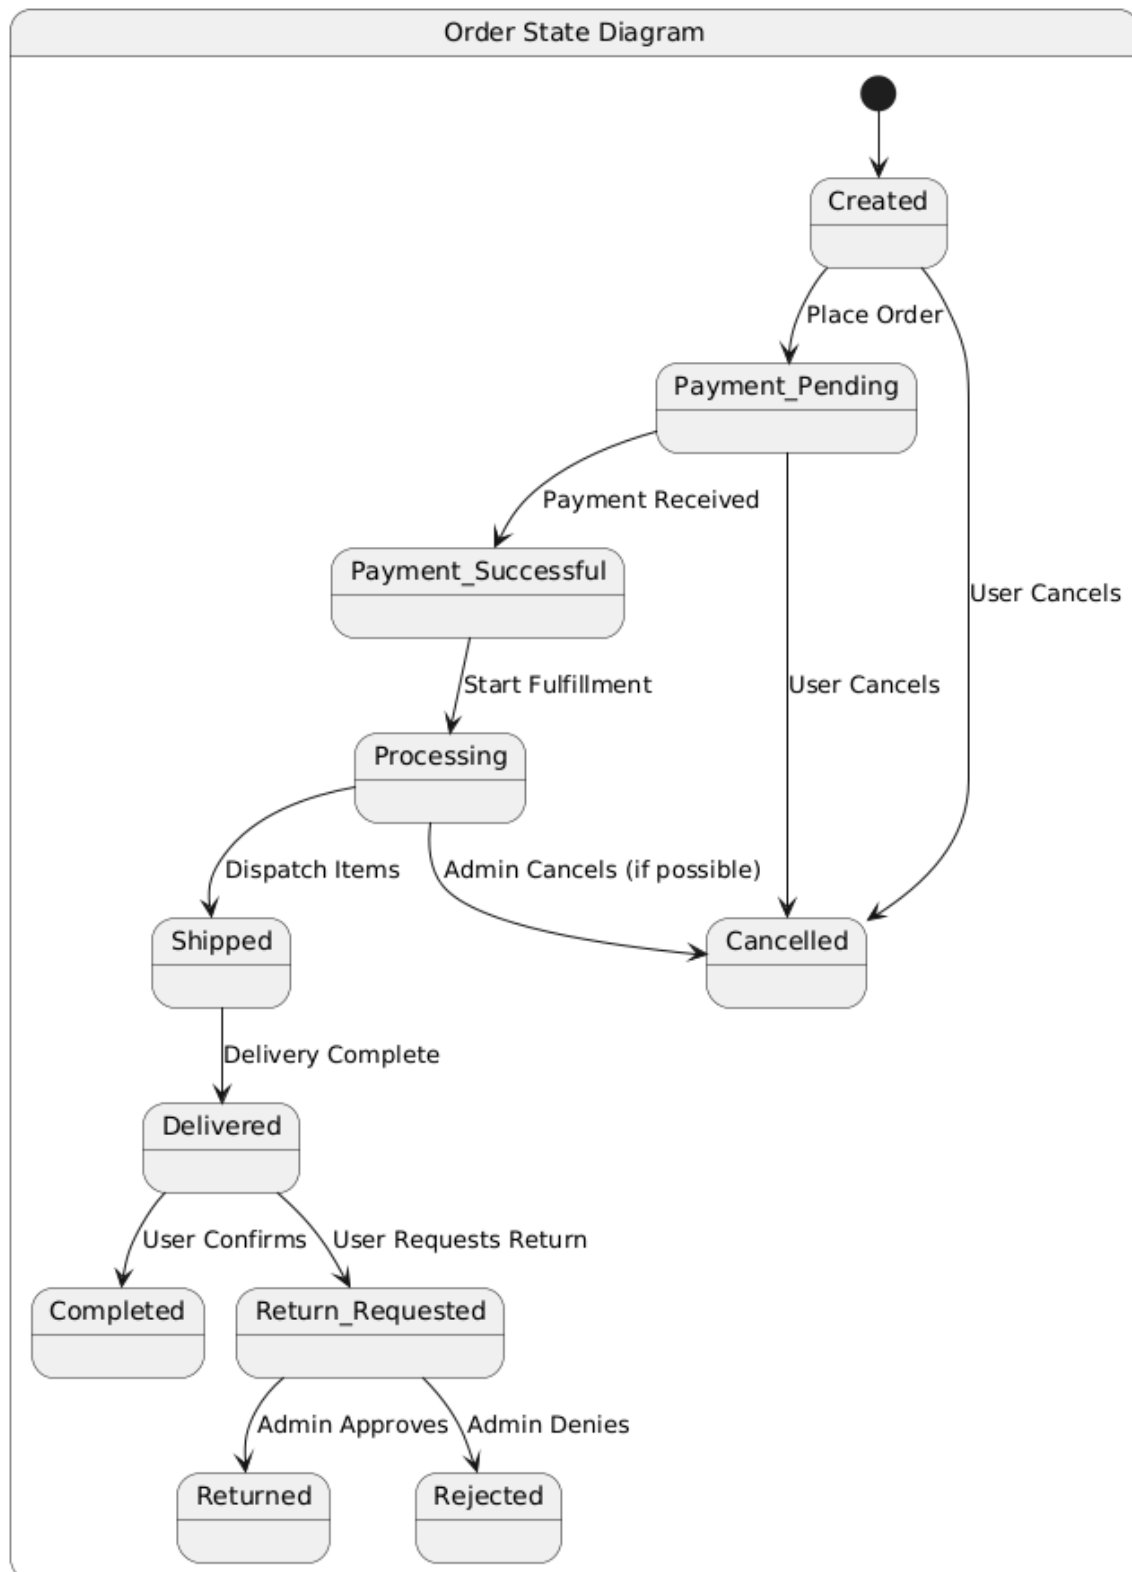 Order State Diagram
Created
Place Order
Payment_Pending
Payment Received
Payment_Successful
User Cancels
Start Fulfillment
User Cancels
Processing
Dispatch Items
Admin Cancels (if possible)
Shipped
Cancelled
Delivery Complete
Delivered
User Confirms
User Requests Return
Completed
Return_Requested
Admin Approves
Admin Denies
Returned
Rejected